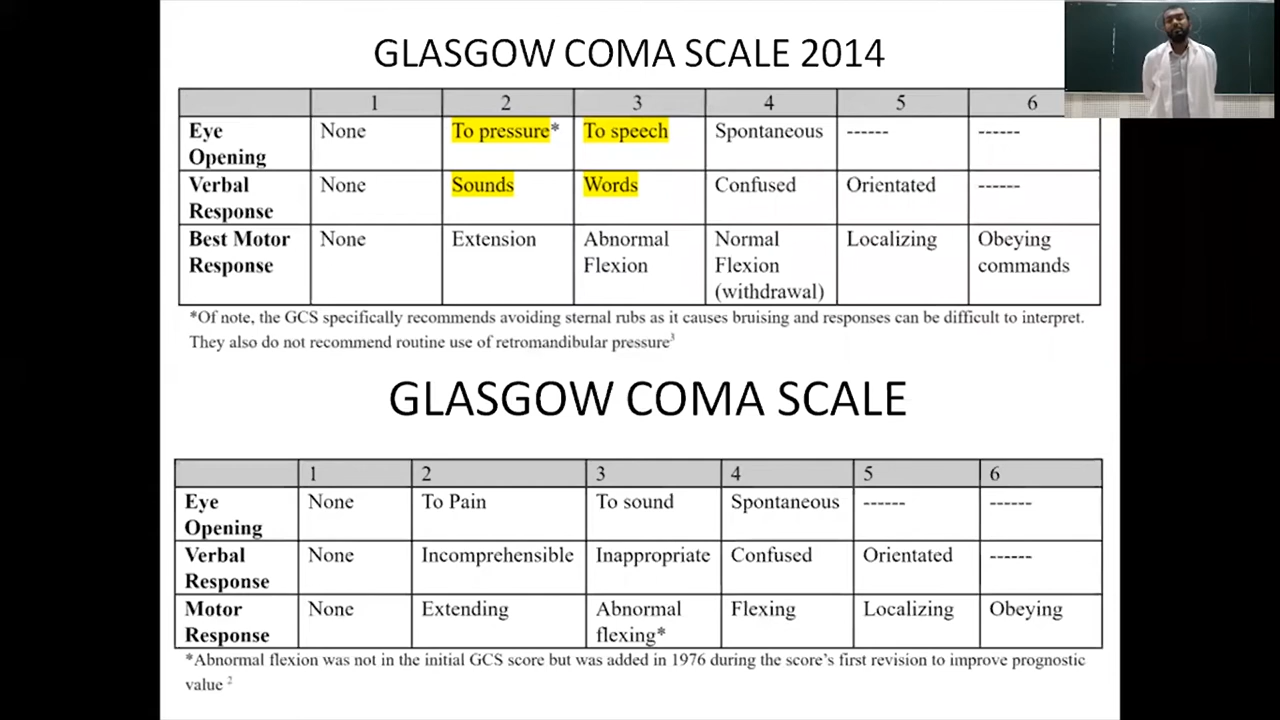 GLASGOW COMA SCALE 2014
1 2 3 4 5 6
Eye Opening None To pressure* To speech Spontaneous ------ ------
Verbal Response None Sounds Words Confused Orientated ------
Best Motor Response None Extension Abnormal Flexion Normal Flexion (withdrawal) Localizing Obeying commands
*Of note, the GCS specifically recommends avoiding sternal rubs as it causes bruising and responses can be difficult to interpret.
They also do not recommend routine use of retromandibular pressure³
GLASGOW COMA SCALE
1 2 3 4 5 6
Eye Opening None To Pain To sound Spontaneous ------ ------
Verbal Response None Incomprehensible Inappropriate Confused Orientated ------
Motor Response None Extending Abnormal flexing* Flexing Localizing Obeying
*Abnormal flexion was not in the initial GCS score but was added in 1976 during the score's first revision to improve prognostic
value ²